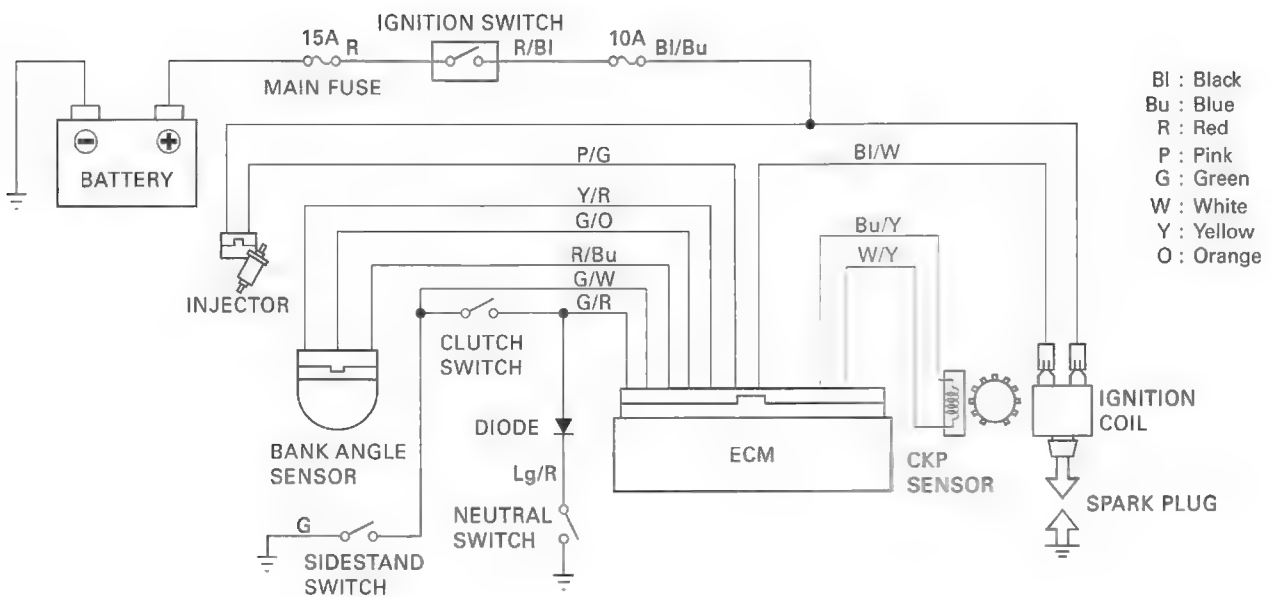 IGNITION SWITCH
15A
R
R/Bl
10A
Bl/Bu
MAIN FUSE
BATTERY
P/G
Bl/W
Y/R
G/O
Bu/Y
R/Bu
W/Y
G/W
G/R
INJECTOR
CLUTCH
SWITCH
BANK ANGLE
SENSOR
DIODE
Lg/R
NEUTRAL
SWITCH
G
SIDESTAND
SWITCH
ECM
CKP
SENSOR
IGNITION
COIL
SPARK PLUG
Bl : Black
Bu : Blue
R : Red
P : Pink
G : Green
W : White
Y : Yellow
O : Orange